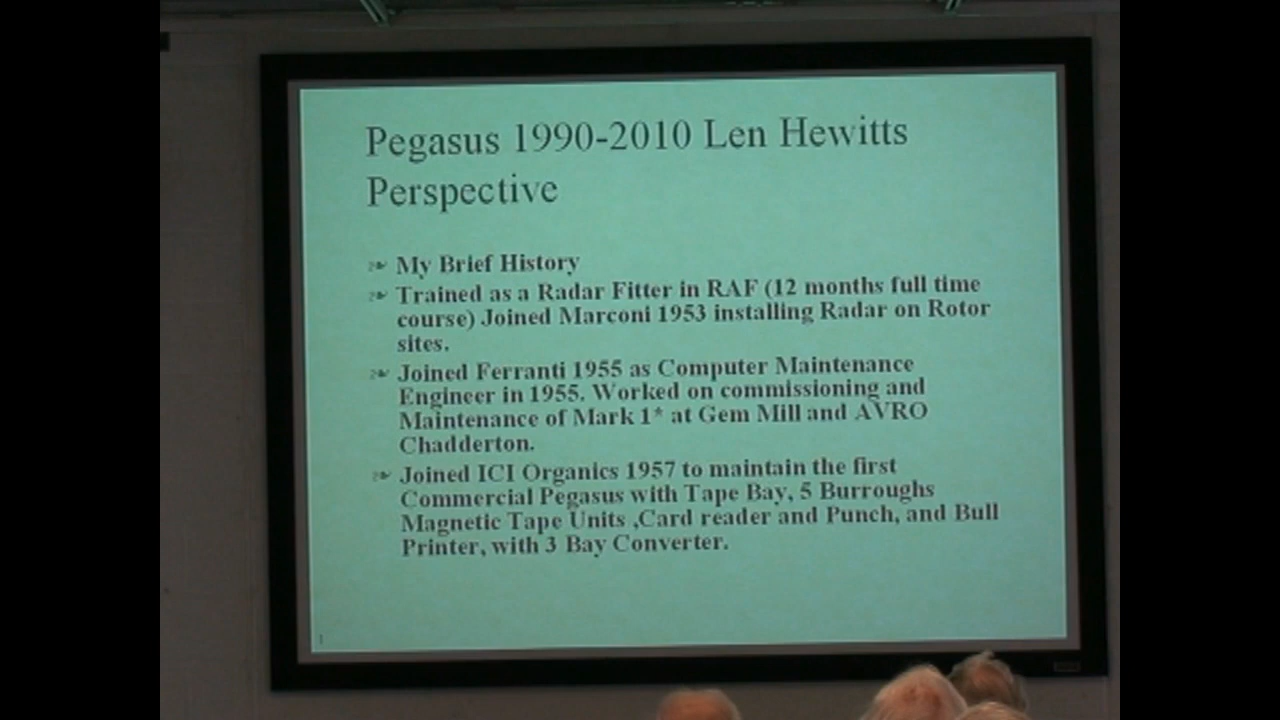 Pegasus 1990-2010 Len Hewitts
Perspective
My Brief History
Trained as a Radar Fitter in RAF (12 months full time
course) Joined Marconi 1953 installing Radar on Rotor
sites.
Joined Ferranti 1955 as Computer Maintenance
Engineer in 1955. Worked on commissioning and
Maintenance of Mark 1* at Gem Mill and AVRO
Chadderton.
Joined ICI Organics 1957 to maintain the first
Commercial Pegasus with Tape Bay, 5 Burroughs
Magnetic Tape Units ,Card reader and Punch, and Bull
Printer, with 3 Bay Converter.
1